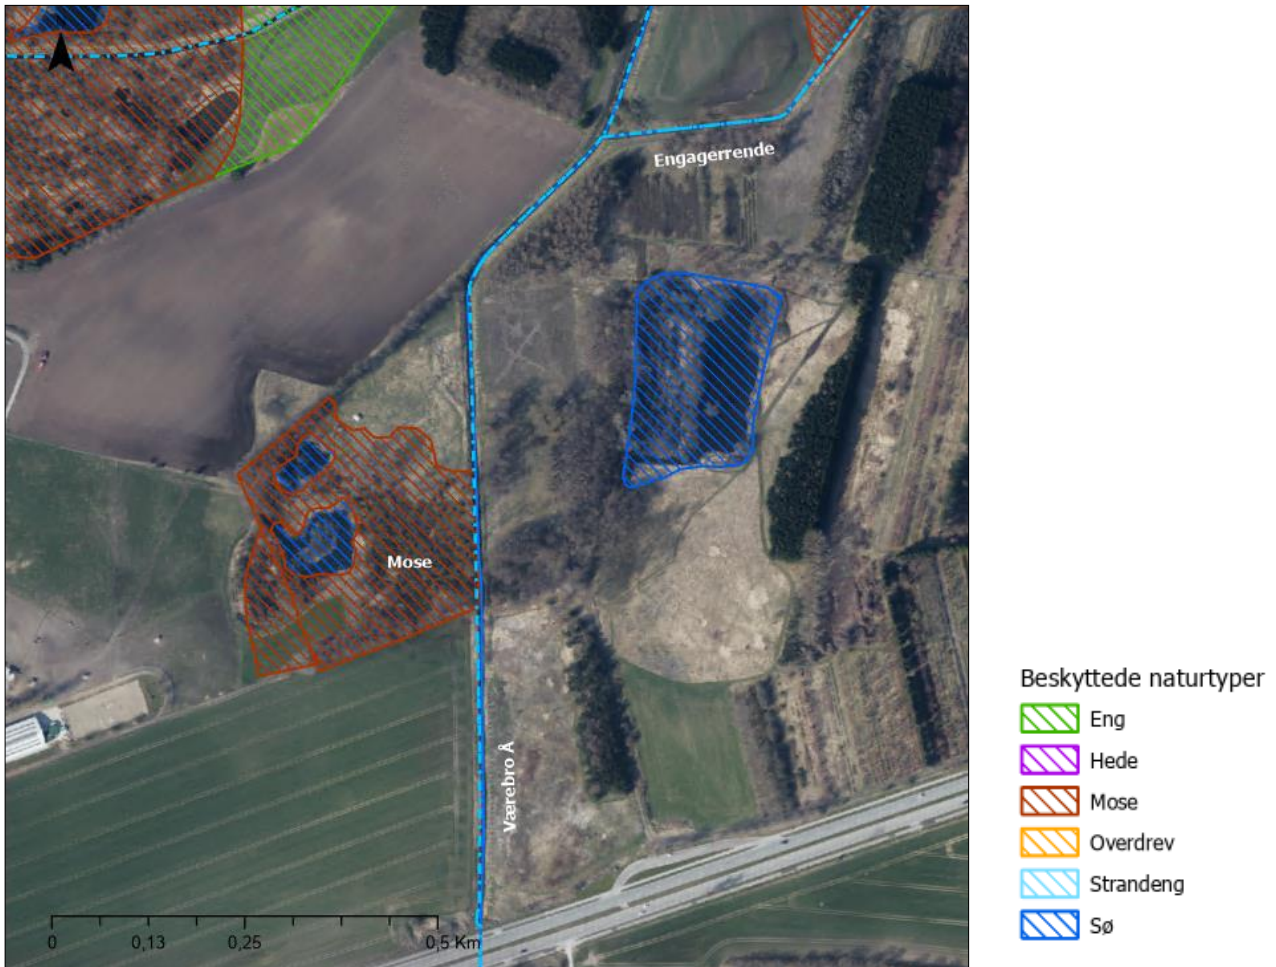 Engagerrende
Mose
Værebro Å
0 0,13 0,25 0,5 Km
Beskyttede naturtyper
Eng
Hede
Mose
Overdrev
Strandeng
Sø